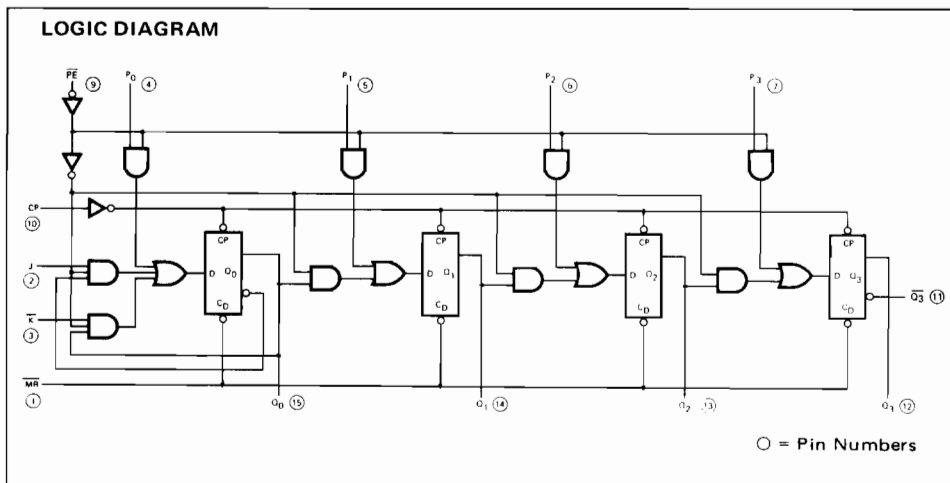 LOGIC DIAGRAM
PE ⑨ P0 ④ P1 ⑤ P2 ⑥ P3 ⑦
CP ⑩
CP CP CP CP
J ②
D Q0 D Q1 D Q2 D Q3
CD CD CD CD
K ③
Q3 ⑪
MR ①
Q0 ⑮ Q1 ⑭ Q2 ⑬ Q3 ⑫
○ = Pin Numbers